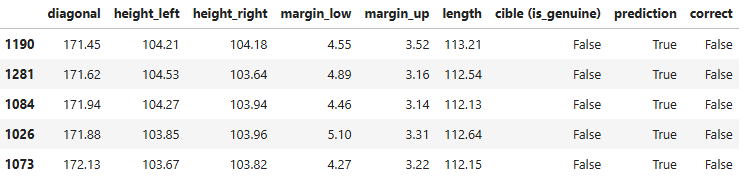 diagonal height_left height_right margin_low margin_up length cible (is_genuine) prediction correct
1190 171.45 104.21 104.18 4.55 3.52 113.21 False True False
1281 171.62 104.53 103.64 4.89 3.16 112.54 False True False
1084 171.94 104.27 103.94 4.46 3.14 112.13 False True False
1026 171.88 103.85 103.96 5.10 3.31 112.64 False True False
1073 172.13 103.67 103.82 4.27 3.22 112.15 False True False